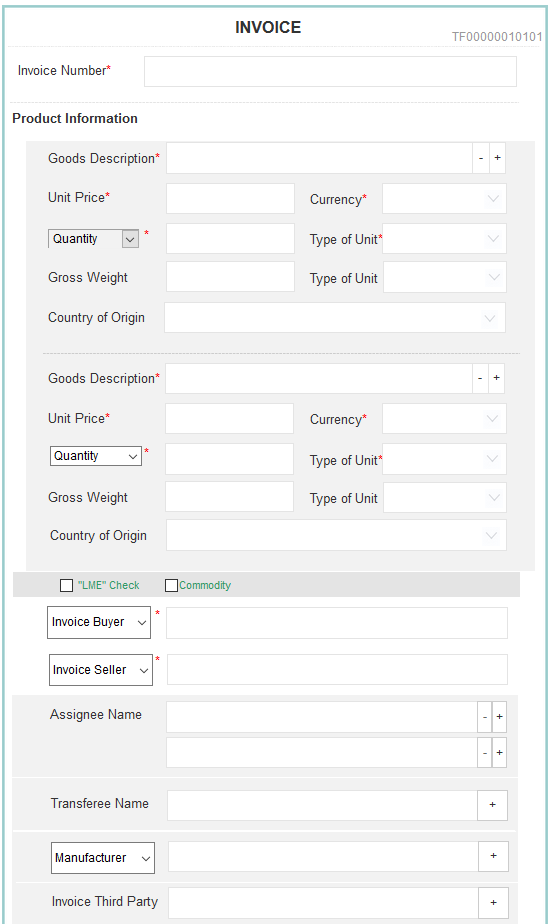 INVOICE
TF00000010101
Invoice Number*
Product Information
Goods Description* - +
Unit Price* Currency*
Quantity * Type of Unit*
Gross Weight Type of Unit
Country of Origin
Goods Description* - +
Unit Price* Currency*
Quantity * Type of Unit*
Gross Weight Type of Unit
Country of Origin
"LME" Check Commodity
Invoice Buyer *
Invoice Seller *
Assignee Name - +
- +
Transferee Name +
Manufacturer +
Invoice Third Party +